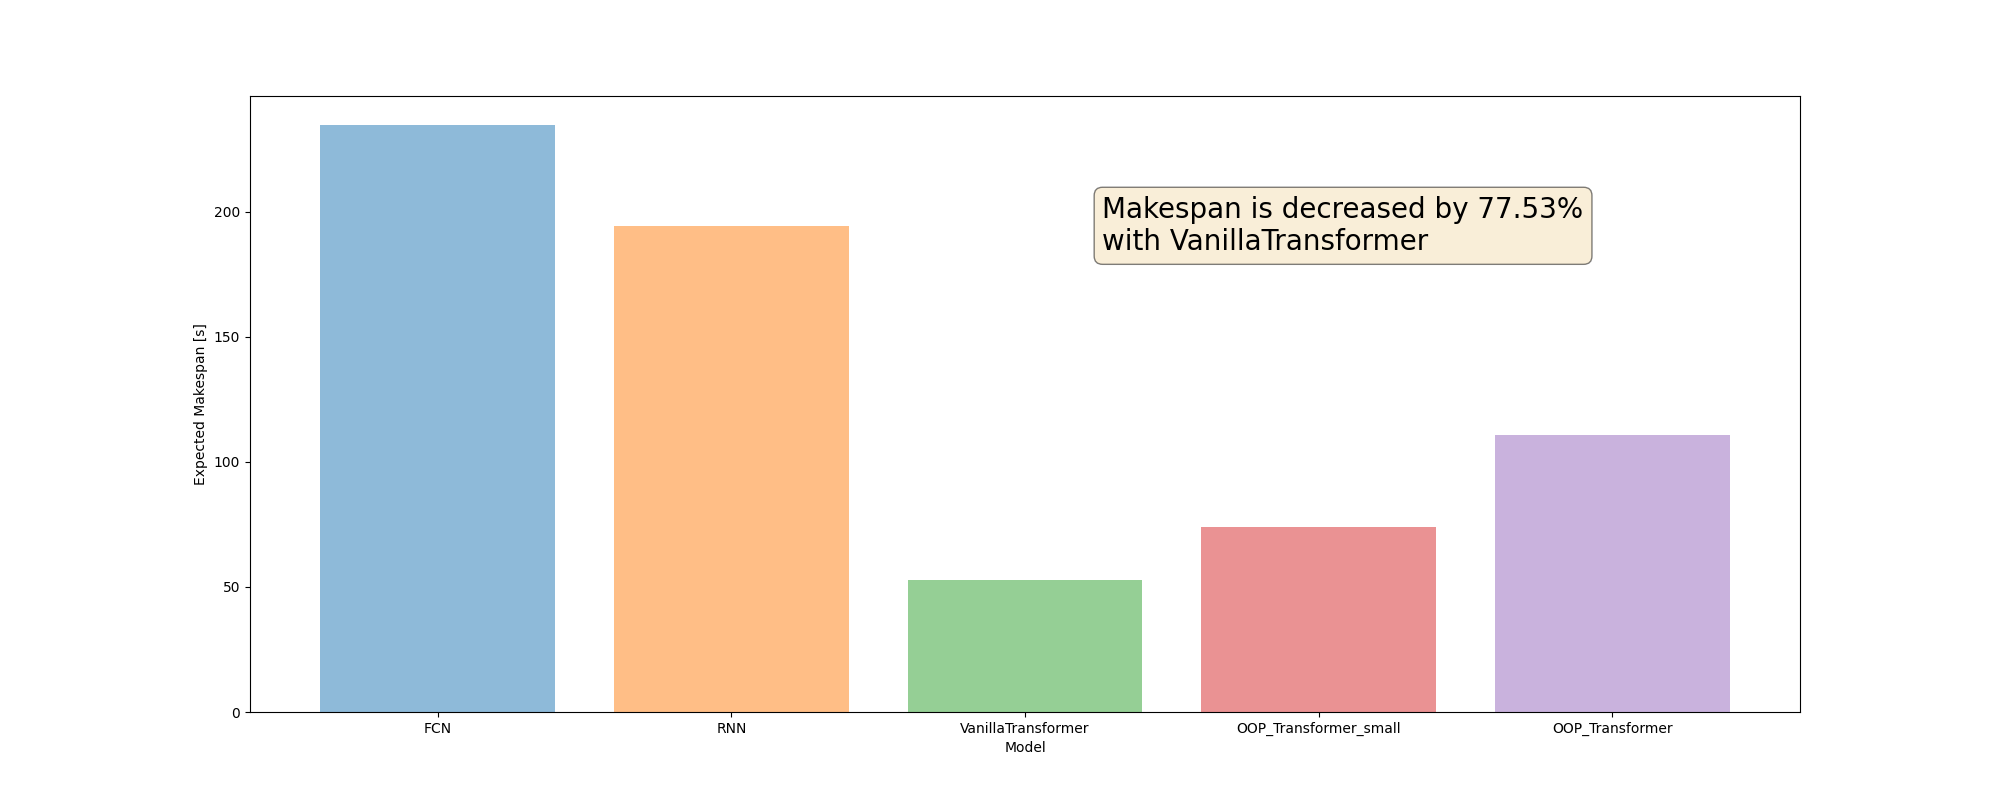 Makespan is decreased by 77.53%
with VanillaTransformer
Expected Makespan [s]
200
150
100
50
0
FCN RNN VanillaTransformer OOP_Transformer_small OOP_Transformer
Model